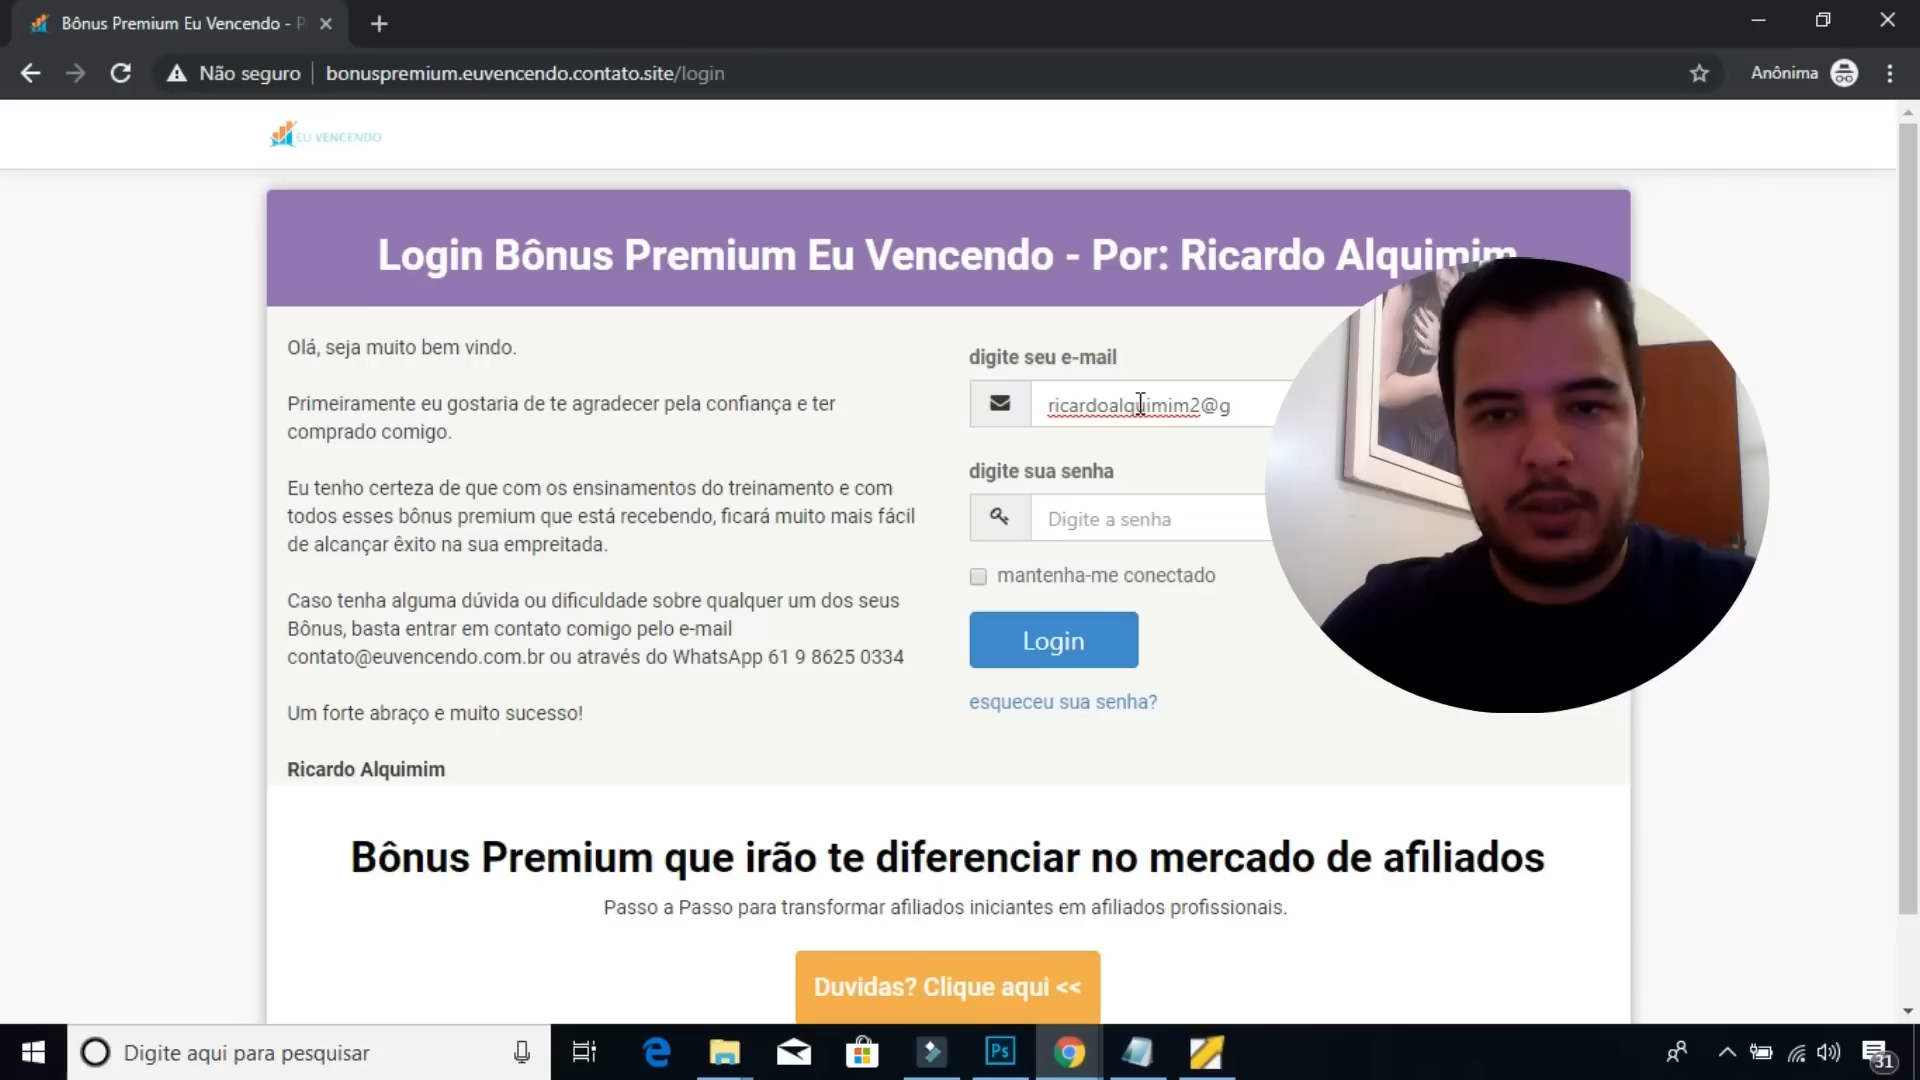 Bônus Premium Eu Vencendo - P
Não seguro
bonuspremium.euvencendo.contato.site/login
Anônima
EU VENCENDO
Login Bônus Premium Eu Vencendo - Por: Ricardo Alquimim
Olá, seja muito bem vindo.
Primeiramente eu gostaria de te agradecer pela confiança e ter
comprado comigo.
Eu tenho certeza de que com os ensinamentos do treinamento e com
todos esses bônus premium que está recebendo, ficará muito mais fácil
de alcançar êxito na sua empreitada.
Caso tenha alguma dúvida ou dificuldade sobre qualquer um dos seus
Bônus, basta entrar em contato comigo pelo e-mail
contato@euvencendo.com.br ou através do WhatsApp 61 9 8625 0334
Um forte abraço e muito sucesso!
Ricardo Alquimim
digite seu e-mail
ricardoalquimim2@g
digite sua senha
Digite a senha
mantenha-me conectado
Login
esqueceu sua senha?
Bônus Premium que irão te diferenciar no mercado de afiliados
Passo a Passo para transformar afiliados iniciantes em afiliados profissionais.
Duvidas? Clique aqui <<
Digite aqui para pesquisar
Ps
31